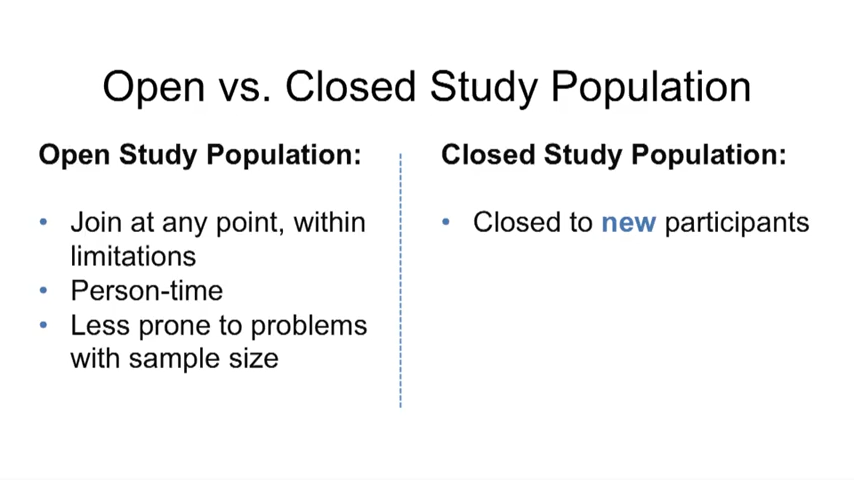 Open vs. Closed Study Population
Open Study Population:
• Join at any point, within
limitations
• Person-time
• Less prone to problems
with sample size
Closed Study Population:
• Closed to new participants